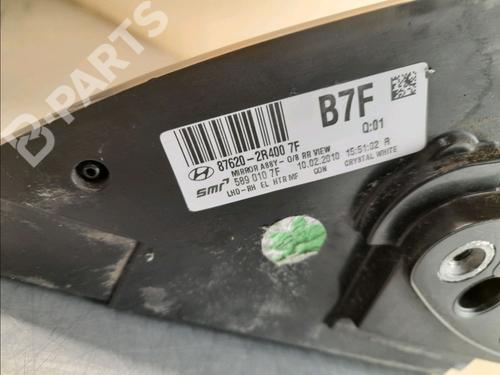 B-PARTS
B7F
Q:01
87620-2R400 7F
MIRROR ASSY-O/S RR VIEW
10.02.2010 15:51:02 R
smr 589 010 7F
LHD-RH EL HTR MF
CRYSTAL WHITE